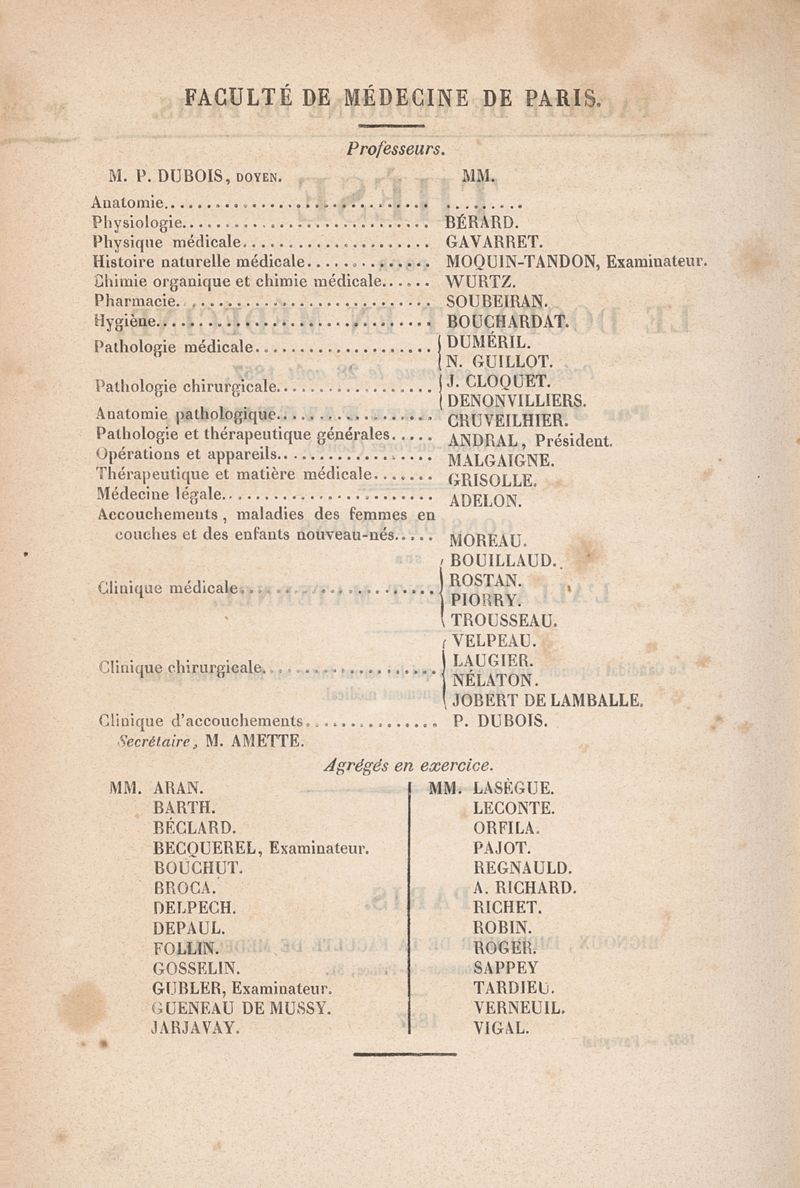 FACULTÉ DE MÉDECINE DE PARIS.
Professeurs.
M. P. DUBOIS, DOYEN. MM.
Anatomie.............................. .........
Physiologie........................... BÉRARD.
Physique médicale..................... GAVARRET.
Histoire naturelle médicale.............. MOQUIN-TANDON, Examinateur.
Chimie organique et chimie médicale...... WURTZ.
Pharmacie............................. SOUBEIRAN.
Hygiène............................... BOUCHARDAT.
Pathologie médicale.................... DUMÉRIL.
N. GUILLOT.
Pathologie chirurgicale.................. J. CLOQUET.
DENONVILLIERS.
Anatomie pathologique.................. CRUVEILHIER.
Pathologie et thérapeutique générales..... ANDRAL, Président.
Opérations et appareils.................. MALGAIGNE.
Thérapeutique et matière médicale....... GRISOLLE.
Médecine légale........................ ADELON.
Accouchements, maladies des femmes en
couches et des enfants nouveau-nés..... MOREAU.
BOUILLAUD.
Clinique médicale...................... ROSTAN.
PIORRY.
TROUSSEAU.
VELPEAU.
Clinique chirurgicale.................... LAUGIER.
NÉLATON.
JOBERT DE LAMBALLE.
Clinique d'accouchements............... P. DUBOIS.
Secrétaire, M. AMETTE.
Agrégés en exercice.
MM. ARAN.
BARTH.
BÉCLARD.
BECQUEREL, Examinateur.
BOUCHUT.
BROCA.
DELPECH.
DEPAUL.
FOLLIN.
GOSSELIN.
GUBLER, Examinateur.
GUENEAU DE MUSSY.
JARJAVAY.
MM. LASÈGUE.
LECONTE.
ORFILA.
PAJOT.
REGNAULD.
A. RICHARD.
RICHET.
ROBIN.
ROGER.
SAPPEY
TARDIEU.
VERNEUIL.
VIGAL.